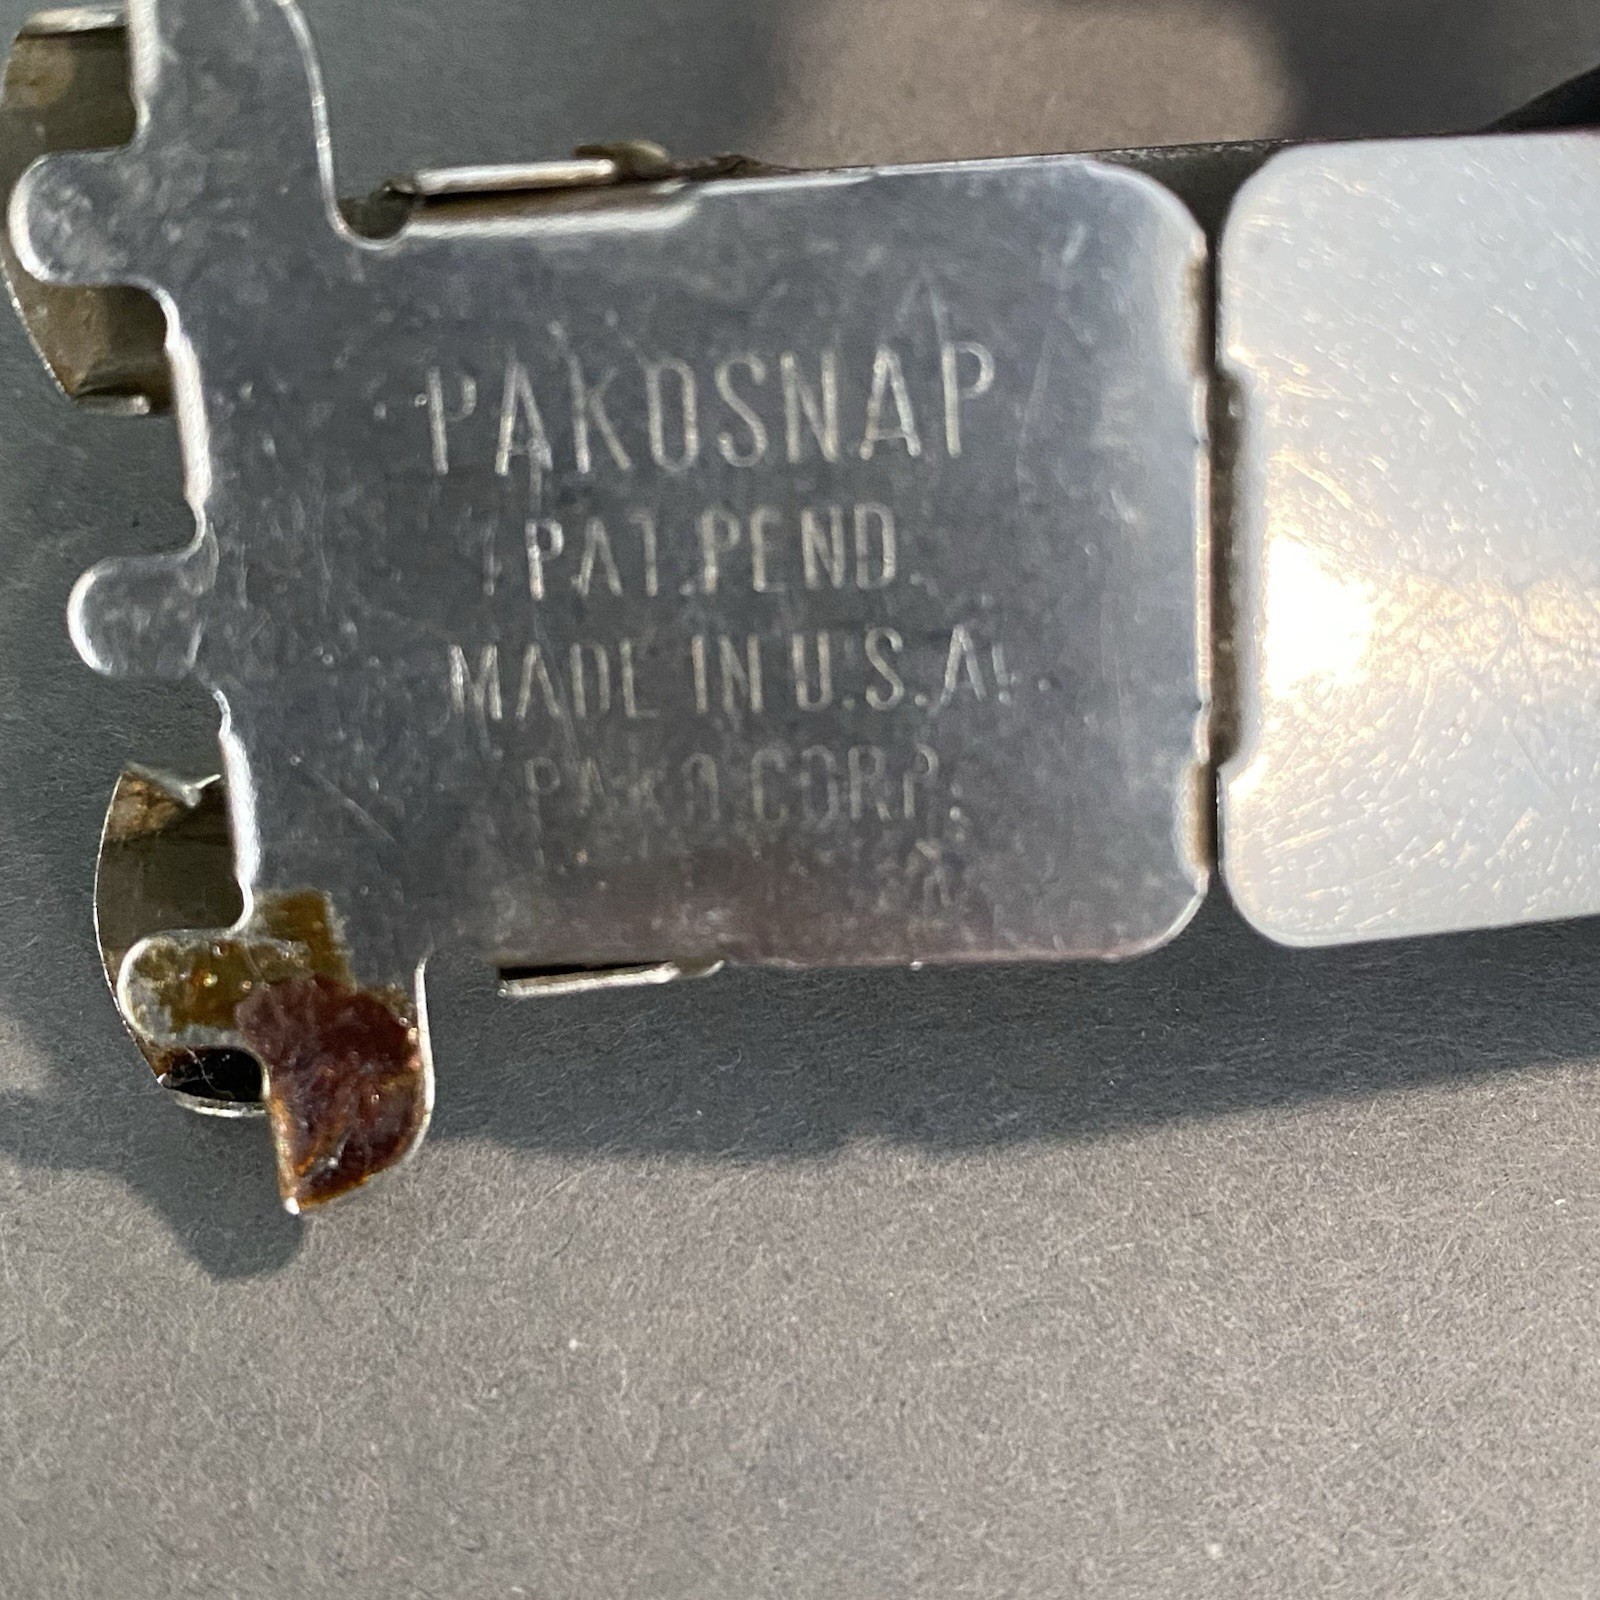 PAKOSNAP
PAT. PEND.
MADE IN U.S.A.
PAKO CORP.